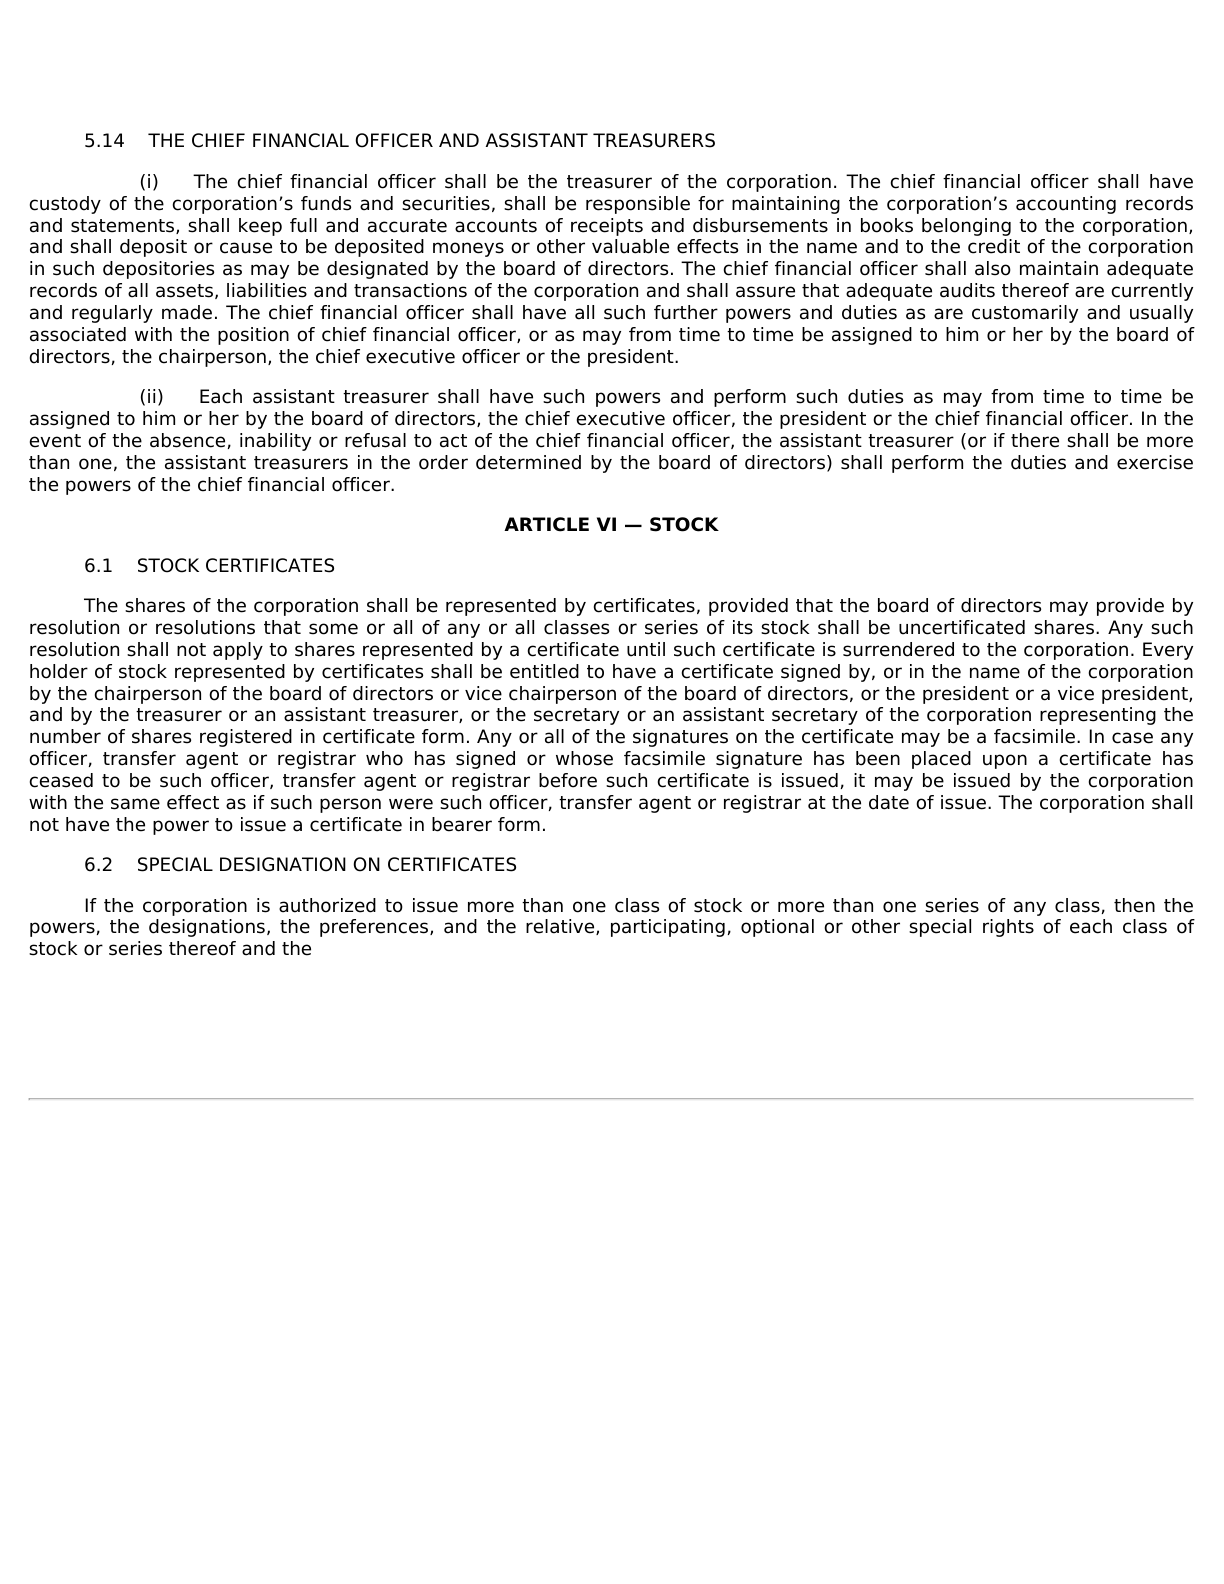 5.14 THE CHIEF FINANCIAL OFFICER AND ASSISTANT TREASURERS
(i) The chief financial officer shall be the treasurer of the corporation. The chief financial officer shall have
custody of the corporation’s funds and securities, shall be responsible for maintaining the corporation’s accounting records
and statements, shall keep full and accurate accounts of receipts and disbursements in books belonging to the corporation,
and shall deposit or cause to be deposited moneys or other valuable effects in the name and to the credit of the corporation
in such depositories as may be designated by the board of directors. The chief financial officer shall also maintain adequate
records of all assets, liabilities and transactions of the corporation and shall assure that adequate audits thereof are currently
and regularly made. The chief financial officer shall have all such further powers and duties as are customarily and usually
associated with the position of chief financial officer, or as may from time to time be assigned to him or her by the board of
directors, the chairperson, the chief executive officer or the president.
(ii) Each assistant treasurer shall have such powers and perform such duties as may from time to time be
assigned to him or her by the board of directors, the chief executive officer, the president or the chief financial officer. In the
event of the absence, inability or refusal to act of the chief financial officer, the assistant treasurer (or if there shall be more
than one, the assistant treasurers in the order determined by the board of directors) shall perform the duties and exercise
the powers of the chief financial officer.
ARTICLE VI — STOCK
6.1 STOCK CERTIFICATES
The shares of the corporation shall be represented by certificates, provided that the board of directors may provide by
resolution or resolutions that some or all of any or all classes or series of its stock shall be uncertificated shares. Any such
resolution shall not apply to shares represented by a certificate until such certificate is surrendered to the corporation. Every
holder of stock represented by certificates shall be entitled to have a certificate signed by, or in the name of the corporation
by the chairperson of the board of directors or vice chairperson of the board of directors, or the president or a vice president,
and by the treasurer or an assistant treasurer, or the secretary or an assistant secretary of the corporation representing the
number of shares registered in certificate form. Any or all of the signatures on the certificate may be a facsimile. In case any
officer, transfer agent or registrar who has signed or whose facsimile signature has been placed upon a certificate has
ceased to be such officer, transfer agent or registrar before such certificate is issued, it may be issued by the corporation
with the same effect as if such person were such officer, transfer agent or registrar at the date of issue. The corporation shall
not have the power to issue a certificate in bearer form.
6.2 SPECIAL DESIGNATION ON CERTIFICATES
If the corporation is authorized to issue more than one class of stock or more than one series of any class, then the
powers, the designations, the preferences, and the relative, participating, optional or other special rights of each class of
stock or series thereof and the